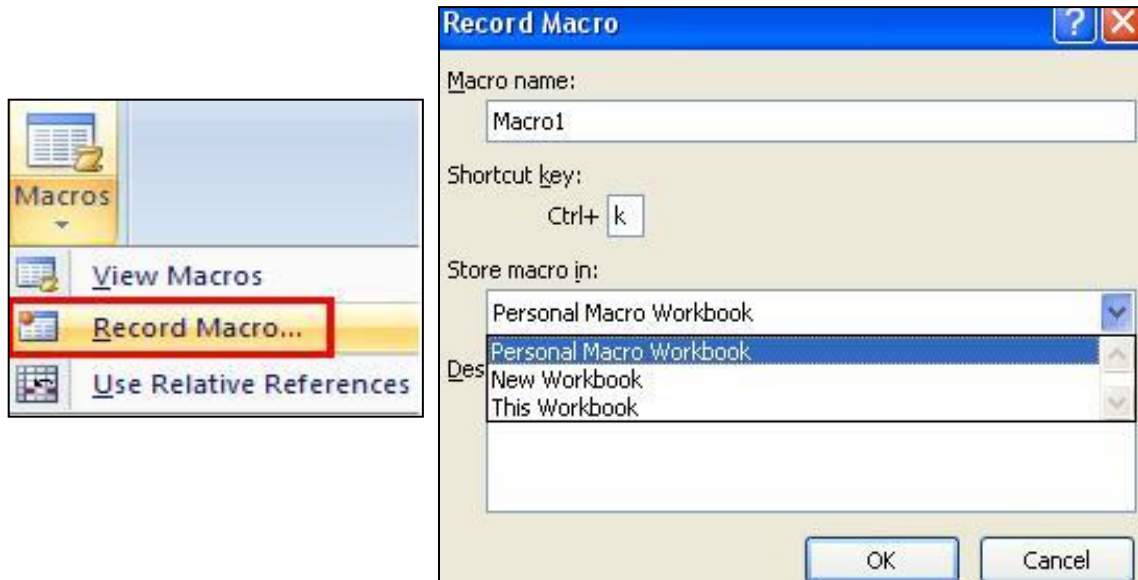 Macros
View Macros
Record Macro...
Use Relative References
Record Macro
Macro name:
Macro1
Shortcut key:
Ctrl+ k
Store macro in:
Personal Macro Workbook
Personal Macro Workbook
Des
New Workbook
This Workbook
OK
Cancel